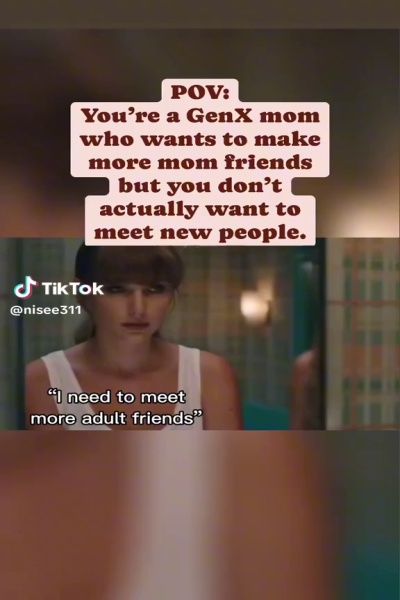 POV:
You’re a GenX mom
who wants to make
more mom friends
but you don’t
actually want to
meet new people.
TikTok
@nisee311
“I need to meet
more adult friends”